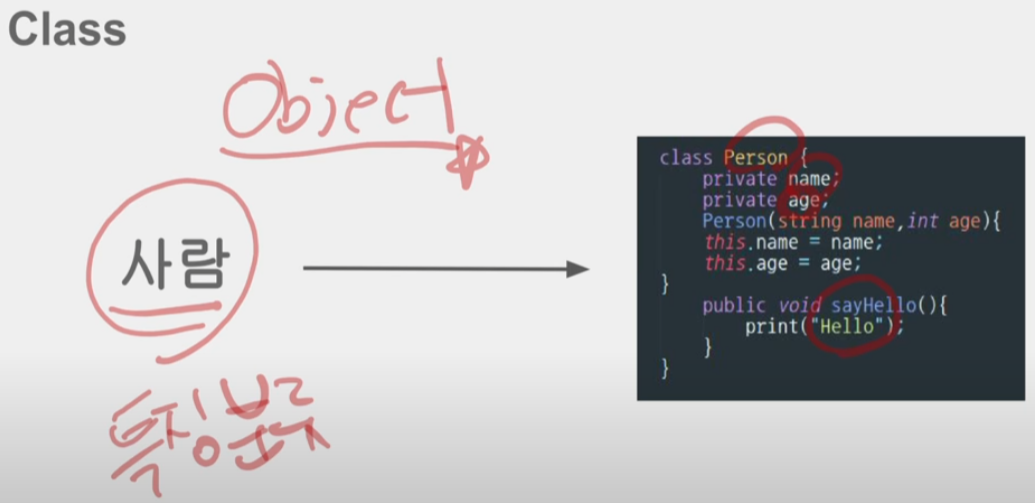 Class
Object
사람
특징분류
class Person {
private name;
private age;
Person(string name,int age){
this.name = name;
this.age = age;
}
public void sayHello(){
print("Hello");
}
}